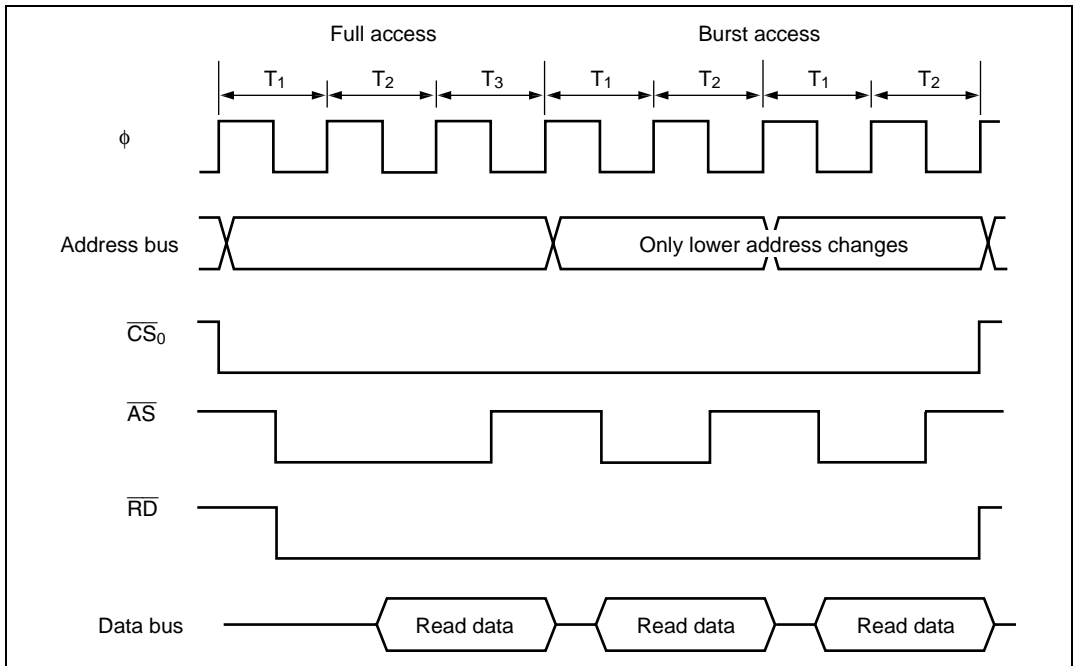 Full access Burst access
T1 T2 T3 T1 T2 T1 T2
φ
Address bus Only lower address changes
CS0
AS
RD
Data bus Read data Read data Read data